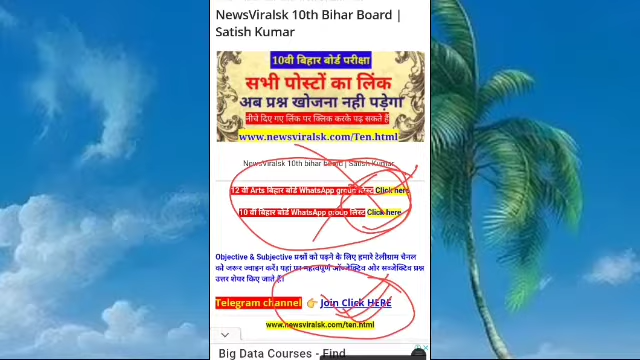 NewsViralsk 10th Bihar Board |
Satish Kumar
10वी बिहार बोर्ड परीक्षा
सभी पोस्टों का लिंक
अब प्रश्न खोजना नही पड़ेगा
नीचे दिए गए लिंक पर क्लिक करके पढ़ सकते हैं
www.newsviralsk.com/Ten.html
NewsViralsk 10th bihar board | Satish Kumar
12 वी Arts बिहार बोर्ड WhatsApp group लिस्ट Click here
10 वी बिहार बोर्ड WhatsApp group लिस्ट Click here
Objective & Subjective प्रश्नों को पढ़ने के लिए हमारे टेलीग्राम चैनल
को जरूर ज्वाइन करें। यहां पर महत्वपूर्ण ऑब्जेक्टिव और सब्जेक्टिव प्रश्न
उत्तर शेयर किए जाते हैं।
Telegram channel 👉 Join Click HERE
www.newsviralsk.com/ten.html
Big Data Courses - Find